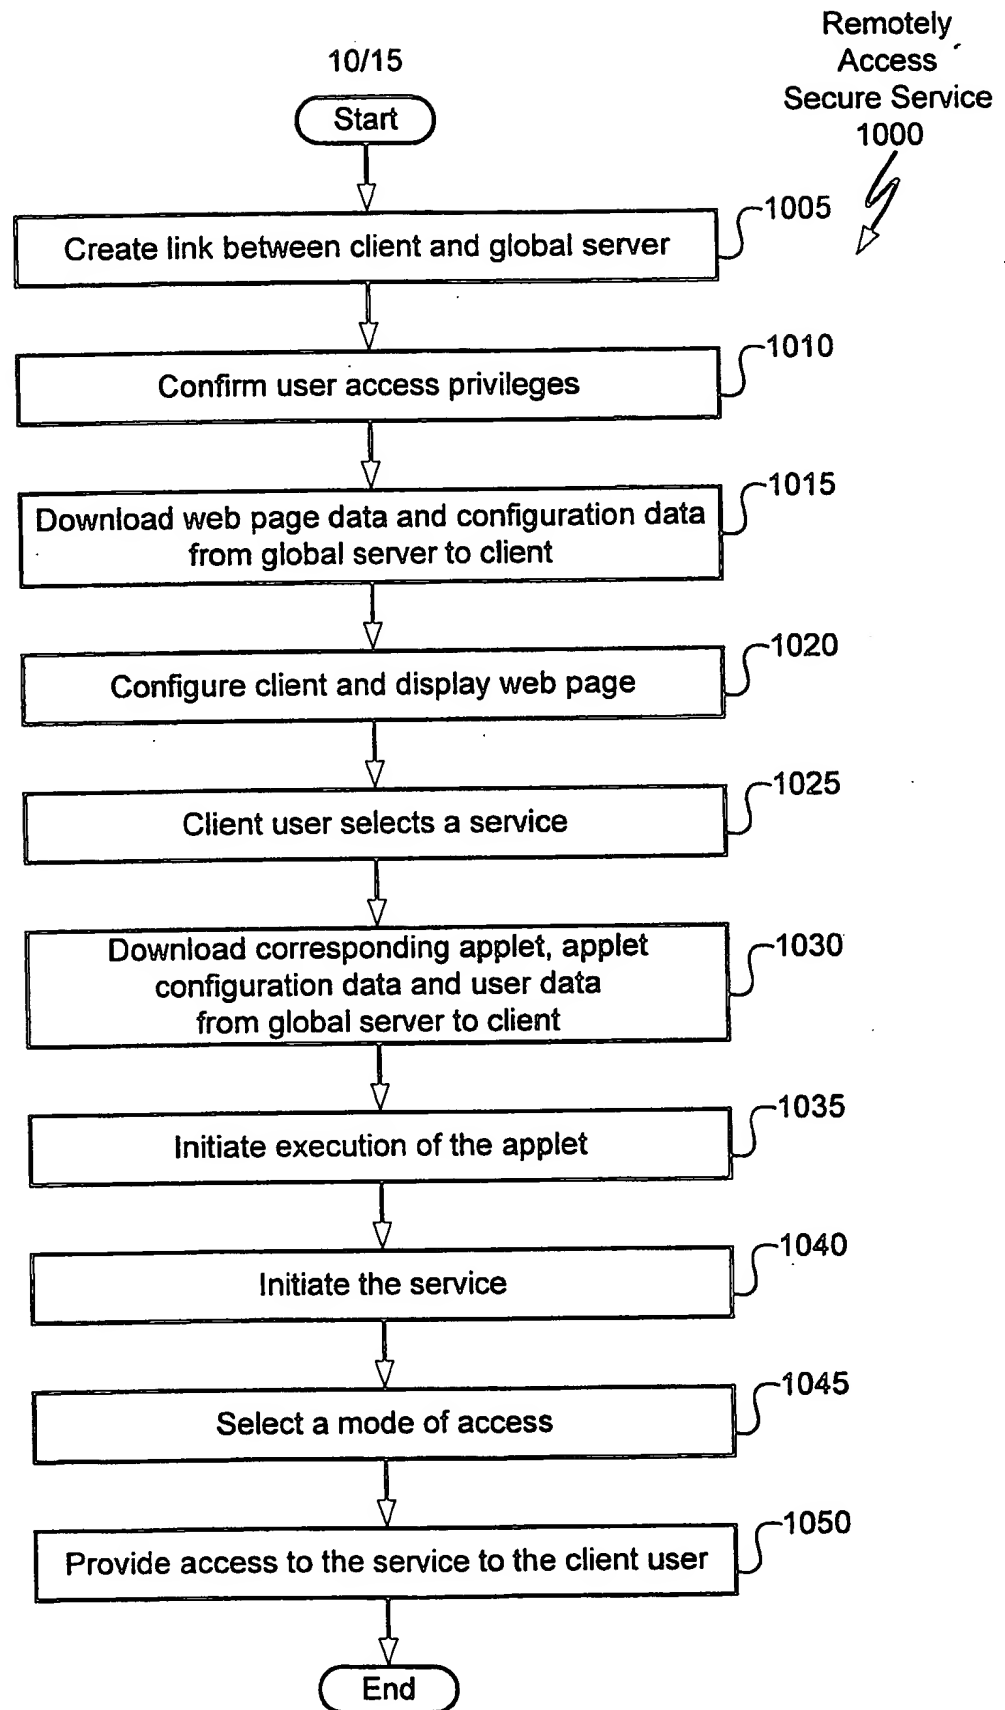 10/15
Remotely
Access
Secure Service
1000
Start
1005
Create link between client and global server
1010
Confirm user access privileges
1015
Download web page data and configuration data
from global server to client
1020
Configure client and display web page
1025
Client user selects a service
1030
Download corresponding applet, applet
configuration data and user data
from global server to client
1035
Initiate execution of the applet
1040
Initiate the service
1045
Select a mode of access
1050
Provide access to the service to the client user
End